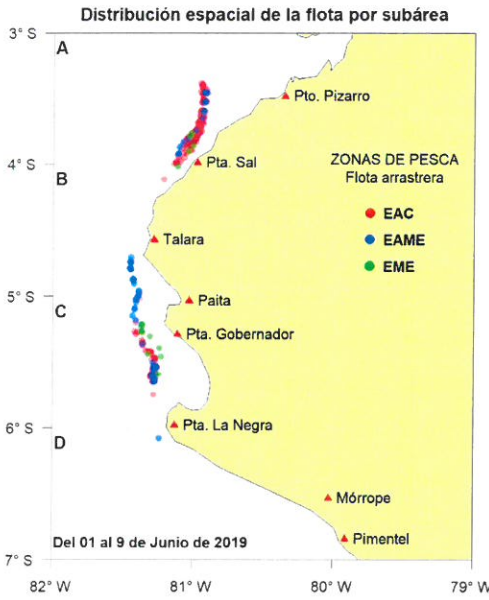 Distribución espacial de la flota por subárea
3° S
A
Pto. Pizarro
4° S
Pta. Sal
B
ZONAS DE PESCA
Flota arrastrera
EAC
EAME
EME
Talara
5° S
Paita
C
Pta. Gobernador
6° S
Pta. La Negra
D
Mórrope
Pimentel
Del 01 al 9 de Junio de 2019
7° S
82° W
81° W
80° W
79° W